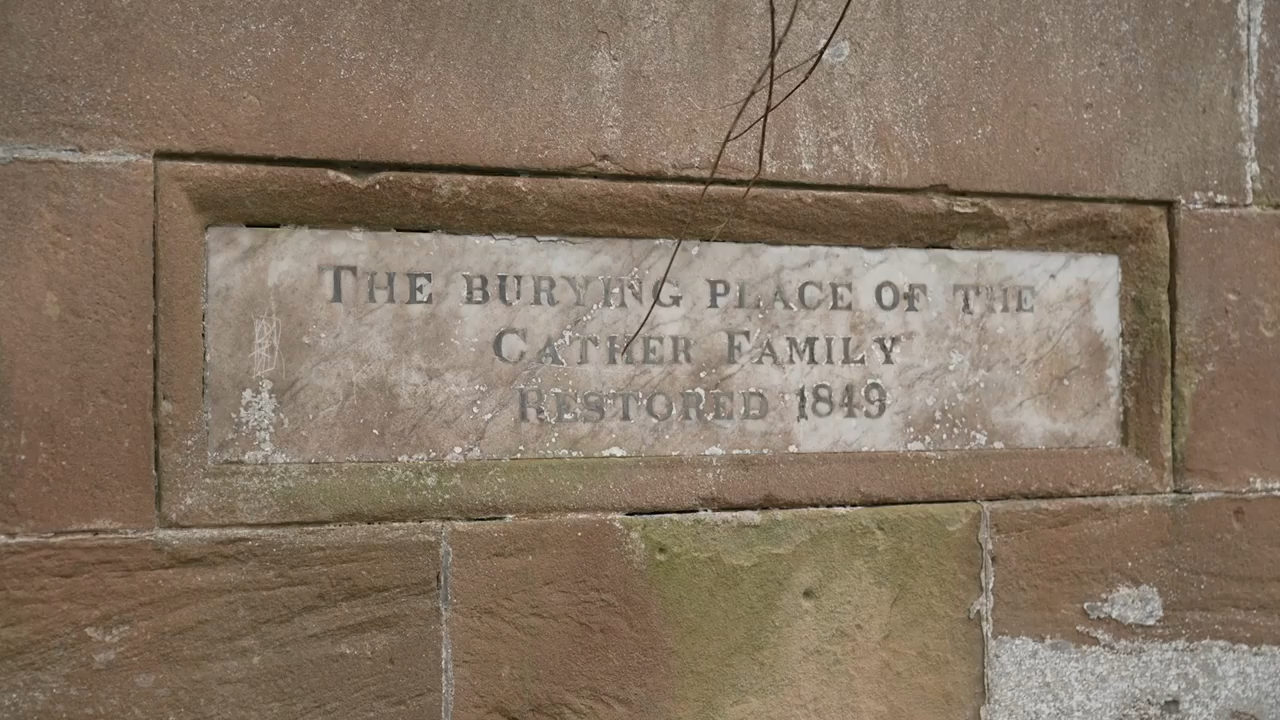 The burying place of the
Cather Family
Restored 1849